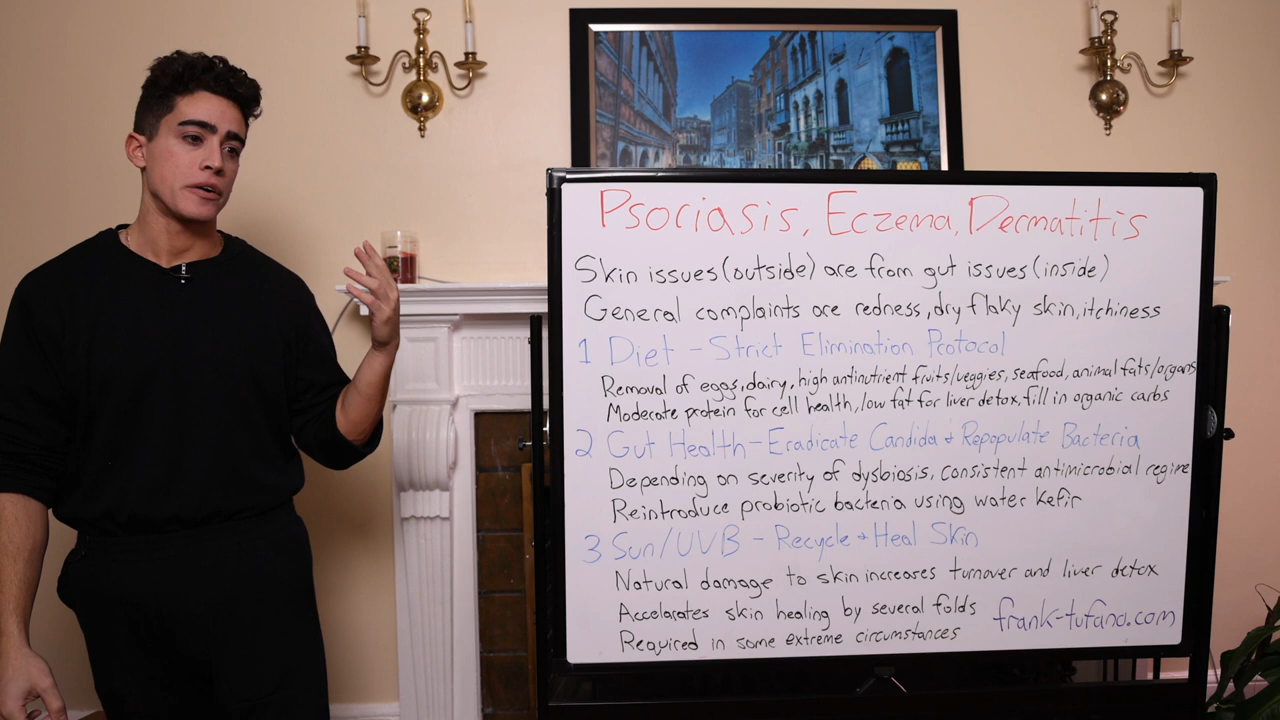 Psoriasis, Eczema, Dermatitis
Skin issues (outside) are from gut issues (inside)
General complaints are redness, dry flaky skin, itchiness
1 Diet - Strict Elimination Protocol
Removal of eggs, dairy, high antinutrient fruits/veggies, seafood, animal fats/organs
Moderate protein for cell health, low fat for liver detox, fill in organic carbs
2 Gut Health - Eradicate Candida + Repopulate Bacteria
Depending on severity of dysbiosis, consistent antimicrobial regime
Reintroduce probiotic bacteria using water kefir
3 Sun/UVB - Recycle + Heal Skin
Natural damage to skin increases turnover and liver detox
Accelarates skin healing by several folds
frank-tufano.com
Required in some extreme circumstances